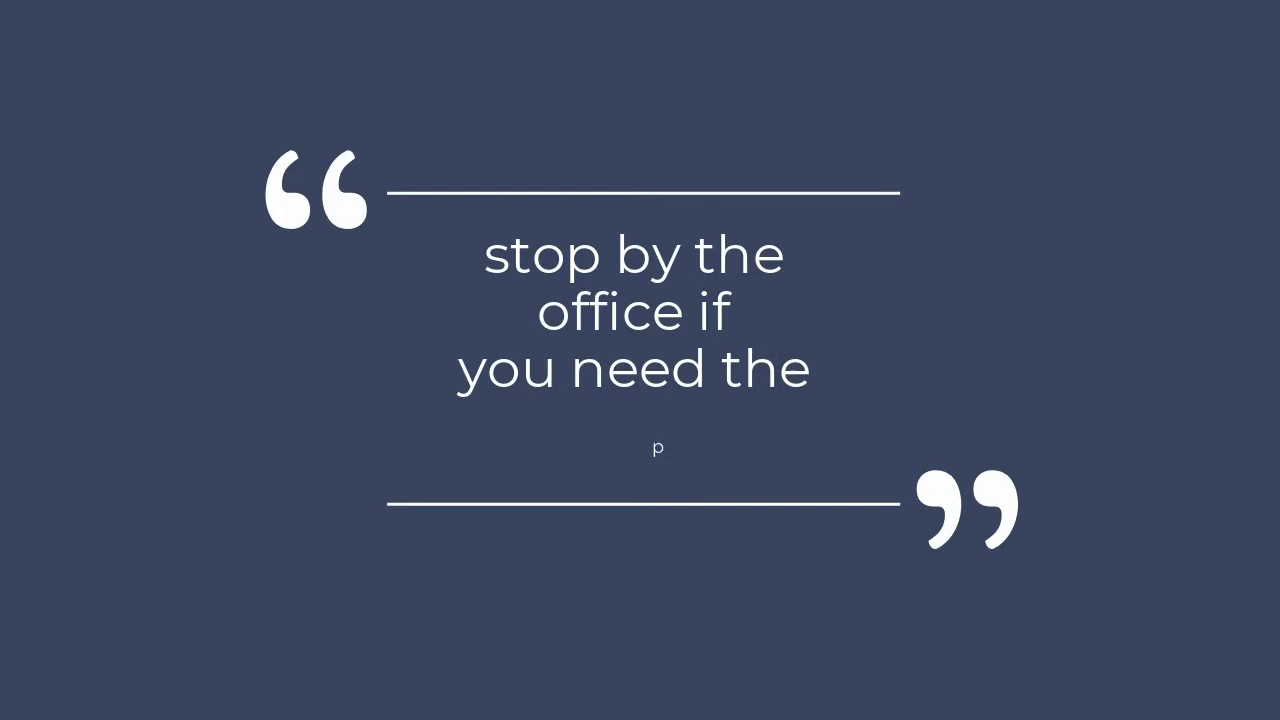 stop by the
office if
you need the
p